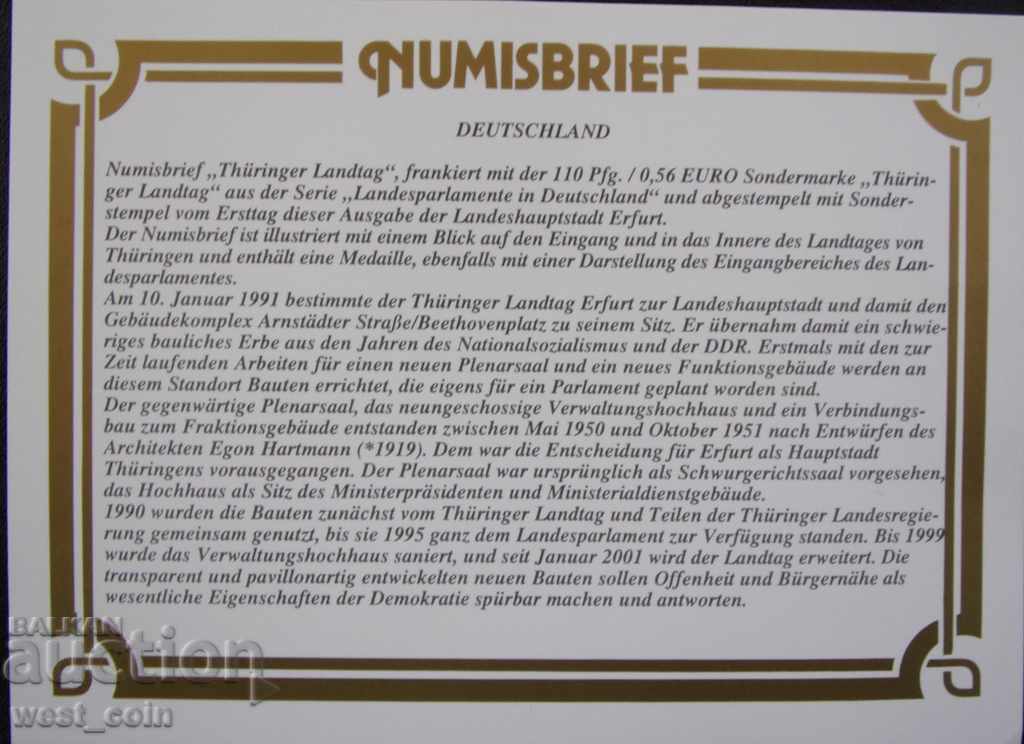 NUMISBRIEF
DEUTSCHLAND
Numisbrief „Thüringer Landtag“, frankiert mit der 110 Pfg. / 0,56 EURO Sondermarke „Thürin-
ger Landtag“ aus der Serie „Landesparlamente in Deutschland“ und abgestempelt mit Sonder-
stempel vom Ersttag dieser Ausgabe der Landeshauptstadt Erfurt.
Der Numisbrief ist illustriert mit einem Blick auf den Eingang und in das Innere des Landtages von
Thüringen und enthält eine Medaille, ebenfalls mit einer Darstellung des Eingangbereiches des Lan-
desparlamentes.
Am 10. Januar 1991 bestimmte der Thüringer Landtag Erfurt zur Landeshauptstadt und damit den
Gebäudekomplex Arnstädter Straße/Beethovenplatz zu seinem Sitz. Er übernahm damit ein schwie-
riges bauliches Erbe aus den Jahren des Nationalsozialismus und der DDR. Erstmals mit den zur
Zeit laufenden Arbeiten für einen neuen Plenarsaal und ein neues Funktionsgebäude werden an
diesem Standort Bauten errichtet, die eigens für ein Parlament geplant worden sind.
Der gegenwärtige Plenarsaal, das neungeschossige Verwaltungshochhaus und ein Verbindungs-
bau zum Fraktionsgebäude entstanden zwischen Mai 1950 und Oktober 1951 nach Entwürfen des
Architekten Egon Hartmann (*1919). Dem war die Entscheidung für Erfurt als Hauptstadt
Thüringens vorausgegangen. Der Plenarsaal war ursprünglich als Schwurgerichtssaal vorgesehen,
das Hochhaus als Sitz des Ministerpräsidenten und Ministerialdienstgebäude.
1990 wurden die Bauten zunächst vom Thüringer Landtag und Teilen der Thüringer Landesregie-
rung gemeinsam genutzt, bis sie 1995 ganz dem Landesparlament zur Verfügung standen. Bis 1999
wurde das Verwaltungshochhaus saniert, und seit Januar 2001 wird der Landtag erweitert. Die
transparent und pavillonartig entwickelten neuen Bauten sollen Offenheit und Bürgernähe als
wesentliche Eigenschaften der Demokratie spürbar machen und antworten.
BALKAN
auction
west_coin